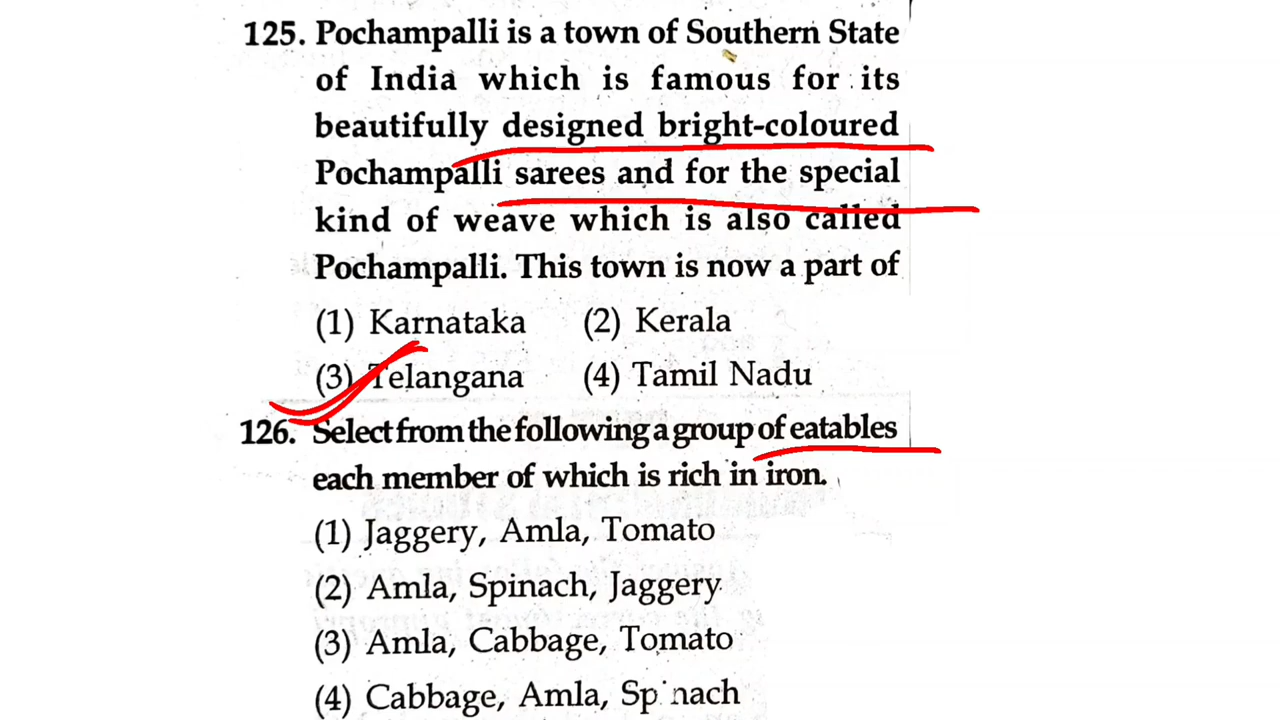 125. Pochampalli is a town of Southern State
of India which is famous for its
beautifully designed bright-coloured
Pochampalli sarees and for the special
kind of weave which is also called
Pochampalli. This town is now a part of
(1) Karnataka (2) Kerala
(3) Telangana (4) Tamil Nadu
126. Select from the following a group of eatables
each member of which is rich in iron.
(1) Jaggery, Amla, Tomato
(2) Amla, Spinach, Jaggery
(3) Amla, Cabbage, Tomato
(4) Cabbage, Amla, Spinach